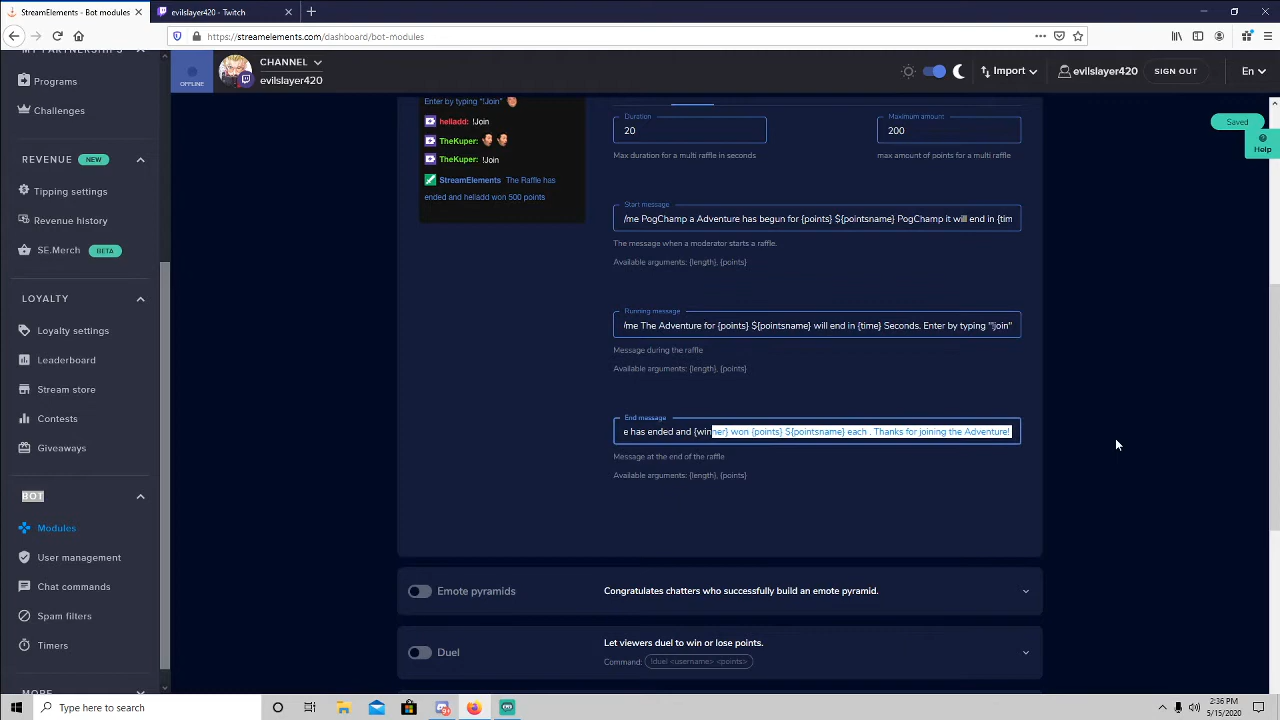 StreamElements - Bot modules
evilslayer420 - Twitch
https://streamelements.com/dashboard/bot-modules
MY PARTNERSHIPS
Programs
Challenges
REVENUE NEW
Tipping settings
Revenue history
SE.Merch BETA
LOYALTY
Loyalty settings
Leaderboard
Stream store
Contests
Giveaways
BOT
Modules
User management
Chat commands
Spam filters
Timers
MORE
OFFLINE
CHANNEL
evilslayer420
Import
evilslayer420
SIGN OUT
En
Saved
Help
Enter by typing "!Join"
helladd: !Join
TheKuper:
TheKuper: !Join
StreamElements The Raffle has
ended and helladd won 500 points
Duration
20
Max duration for a multi raffle in seconds
Maximum amount
200
max amount of points for a multi raffle
Start message
/me PogChamp a Adventure has begun for {points} ${pointsname} PogChamp it will end in {tim
The message when a moderator starts a raffle.
Available arguments: {length}, {points}
Running message
/me The Adventure for {points} ${pointsname} will end in {time} Seconds. Enter by typing "!join"
Message during the raffle
Available arguments: {length}, {points}
End message
e has ended and {winner} won {points} ${pointsname} each . Thanks for joining the Adventure!
Message at the end of the raffle
Available arguments: {length}, {points}
Emote pyramids
Congratulates chatters who successfully build an emote pyramid.
Duel
Let viewers duel to win or lose points.
Command: !duel <username> <points>
Type here to search
2:36 PM
5/15/2020